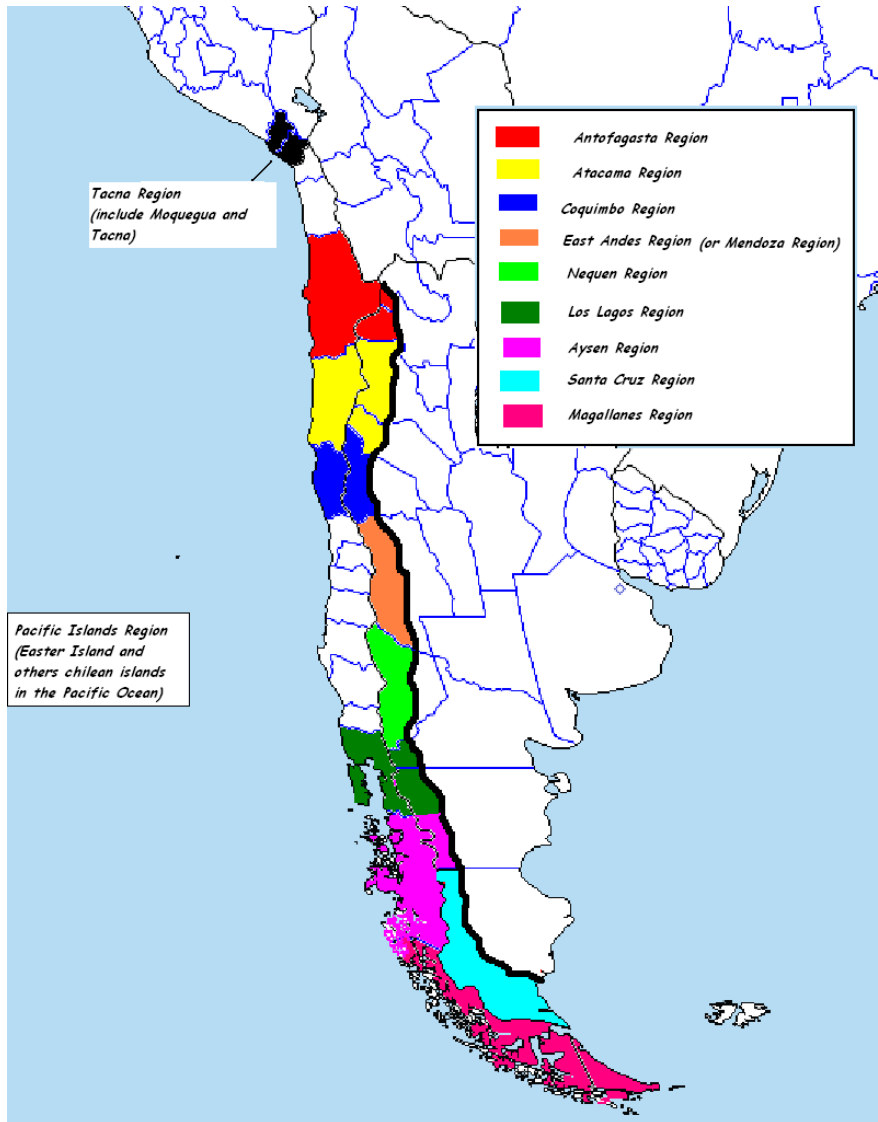 Tacna Region
(include Moquegua and
Tacna)
Antofagasta Region
Atacama Region
Coquimbo Region
East Andes Region (or Mendoza Region)
Nequen Region
Los Lagos Region
Aysen Region
Santa Cruz Region
Magallanes Region
Pacific Islands Region
(Easter Island and
others chilean islands
in the Pacific Ocean)